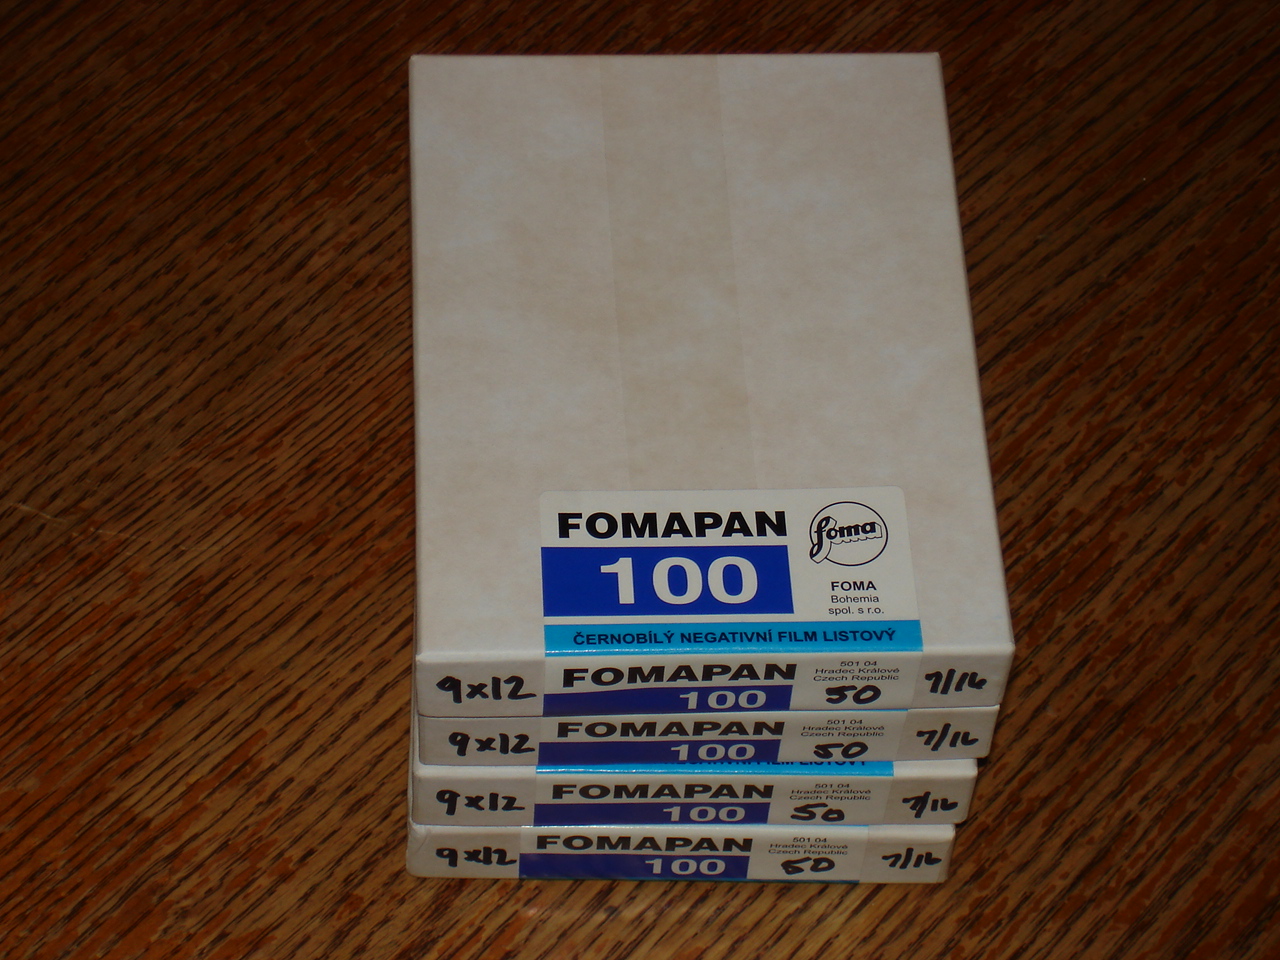 FOMAPAN
100
foma
FOMA
Bohemia
spol. s r.o.
ČERNOBÍLÝ NEGATIVNÍ FILM LISTOVÝ
9x12
FOMAPAN
100
501 04
Hradec Králové
Czech Republic
50
7/16
9x12
FOMAPAN
100
501 04
Hradec Králové
Czech Republic
50
7/16
NEGATIVNÍ FILM LISTOVÝ
9x12
FOMAPAN
100
501 04
Hradec Králové
Czech Republic
50
7/16
9x12
FOMAPAN
100
501 04
Hradec Králové
Czech Republic
50
7/16